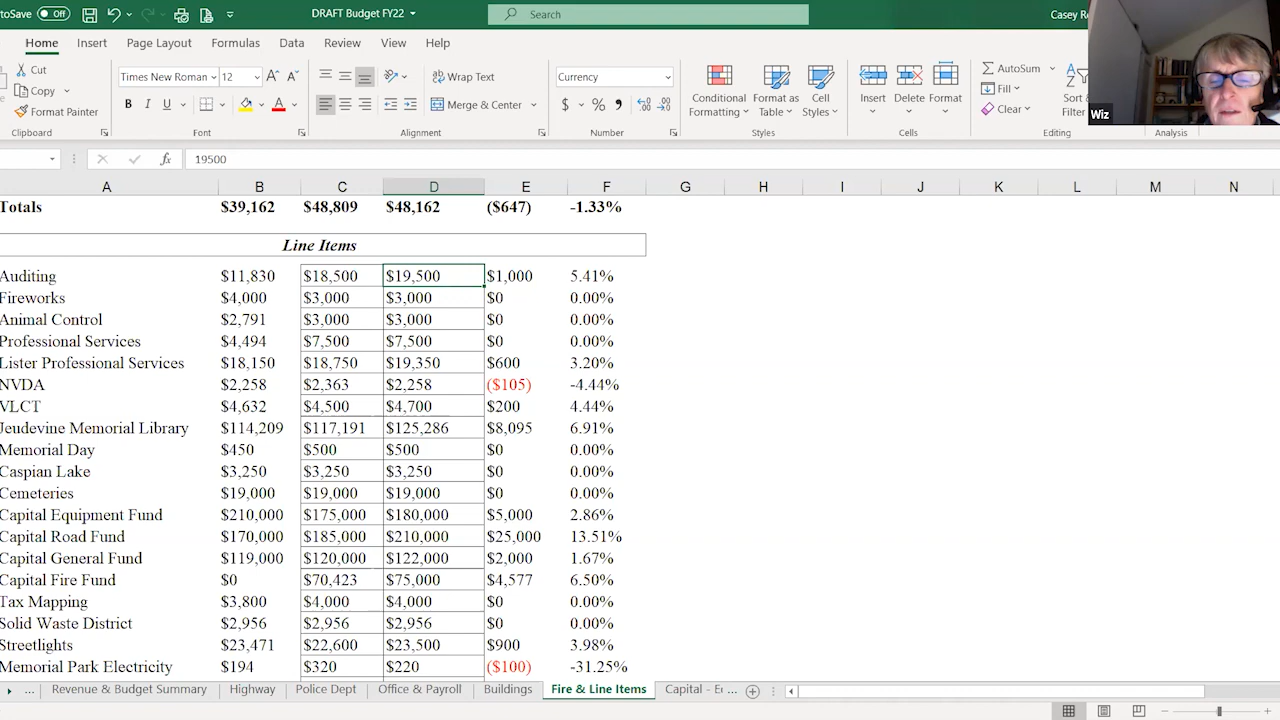 toSave Off DRAFT Budget FY22 Search Casey Re
Home Insert Page Layout Formulas Data Review View Help
Cut Copy Format Painter Clipboard
Times New Roman 12 A A B I U A Font
Wrap Text Merge & Center Alignment
Currency $ % Number
Conditional Formatting Format as Table Cell Styles Styles
Insert Delete Format Cells
AutoSum Fill Clear Sort Filter Editing Analysis
Wiz
fx 19500
A B C D E F G H I J K L M N
Totals $39,162 $48,809 $48,162 ($647) -1.33%
Line Items
Auditing $11,830 $18,500 $19,500 $1,000 5.41%
Fireworks $4,000 $3,000 $3,000 $0 0.00%
Animal Control $2,791 $3,000 $3,000 $0 0.00%
Professional Services $4,494 $7,500 $7,500 $0 0.00%
Lister Professional Services $18,150 $18,750 $19,350 $600 3.20%
NVDA $2,258 $2,363 $2,258 ($105) -4.44%
VLCT $4,632 $4,500 $4,700 $200 4.44%
Jeudevine Memorial Library $114,209 $117,191 $125,286 $8,095 6.91%
Memorial Day $450 $500 $500 $0 0.00%
Caspian Lake $3,250 $3,250 $3,250 $0 0.00%
Cemeteries $19,000 $19,000 $19,000 $0 0.00%
Capital Equipment Fund $210,000 $175,000 $180,000 $5,000 2.86%
Capital Road Fund $170,000 $185,000 $210,000 $25,000 13.51%
Capital General Fund $119,000 $120,000 $122,000 $2,000 1.67%
Capital Fire Fund $0 $70,423 $75,000 $4,577 6.50%
Tax Mapping $3,800 $4,000 $4,000 $0 0.00%
Solid Waste District $2,956 $2,956 $2,956 $0 0.00%
Streetlights $23,471 $22,600 $23,500 $900 3.98%
Memorial Park Electricity $194 $320 $220 ($100) -31.25%
... Revenue & Budget Summary Highway Police Dept Office & Payroll Buildings Fire & Line Items Capital - Ec ...